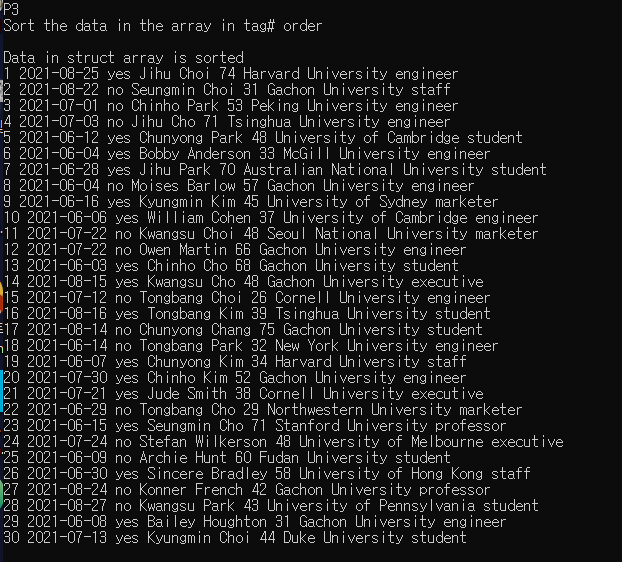 P3
Sort the data in the array in tag# order
Data in struct array is sorted
1 2021-08-25 yes Jihu Choi 74 Harvard University engineer
2 2021-08-22 no Seungmin Choi 31 Gachon University staff
3 2021-07-01 no Chinho Park 53 Peking University engineer
4 2021-07-03 no Jihu Cho 71 Tsinghua University engineer
5 2021-06-12 yes Chunyong Park 48 University of Cambridge student
6 2021-06-04 yes Bobby Anderson 33 McGill University engineer
7 2021-06-28 yes Jihu Park 70 Australian National University student
8 2021-06-04 no Moises Barlow 57 Gachon University engineer
9 2021-06-16 yes Kyungmin Kim 45 University of Sydney marketer
10 2021-06-06 yes William Cohen 37 University of Cambridge engineer
11 2021-07-22 no Kwangsu Choi 48 Seoul National University marketer
12 2021-07-22 no Owen Martin 66 Gachon University engineer
13 2021-06-03 yes Chinho Cho 68 Gachon University student
14 2021-08-15 yes Kwangsu Cho 48 Gachon University executive
15 2021-07-12 no Tongbang Choi 26 Cornell University engineer
16 2021-08-16 yes Tongbang Kim 39 Tsinghua University student
17 2021-08-14 no Chunyong Chang 75 Gachon University student
18 2021-06-14 no Tongbang Park 32 New York University engineer
19 2021-06-07 yes Chunyong Kim 34 Harvard University staff
20 2021-07-30 yes Chinho Kim 52 Gachon University engineer
21 2021-07-21 yes Jude Smith 38 Cornell University executive
22 2021-06-29 no Tongbang Cho 29 Northwestern University marketer
23 2021-06-15 yes Seungmin Cho 71 Stanford University professor
24 2021-07-24 no Stefan Wilkerson 48 University of Melbourne executive
25 2021-06-09 no Archie Hunt 60 Fudan University student
26 2021-06-30 yes Sincere Bradley 58 University of Hong Kong staff
27 2021-08-24 no Konner French 42 Gachon University professor
28 2021-08-27 no Kwangsu Park 43 University of Pennsylvania student
29 2021-06-08 yes Bailey Houghton 31 Gachon University engineer
30 2021-07-13 yes Kyungmin Choi 44 Duke University student